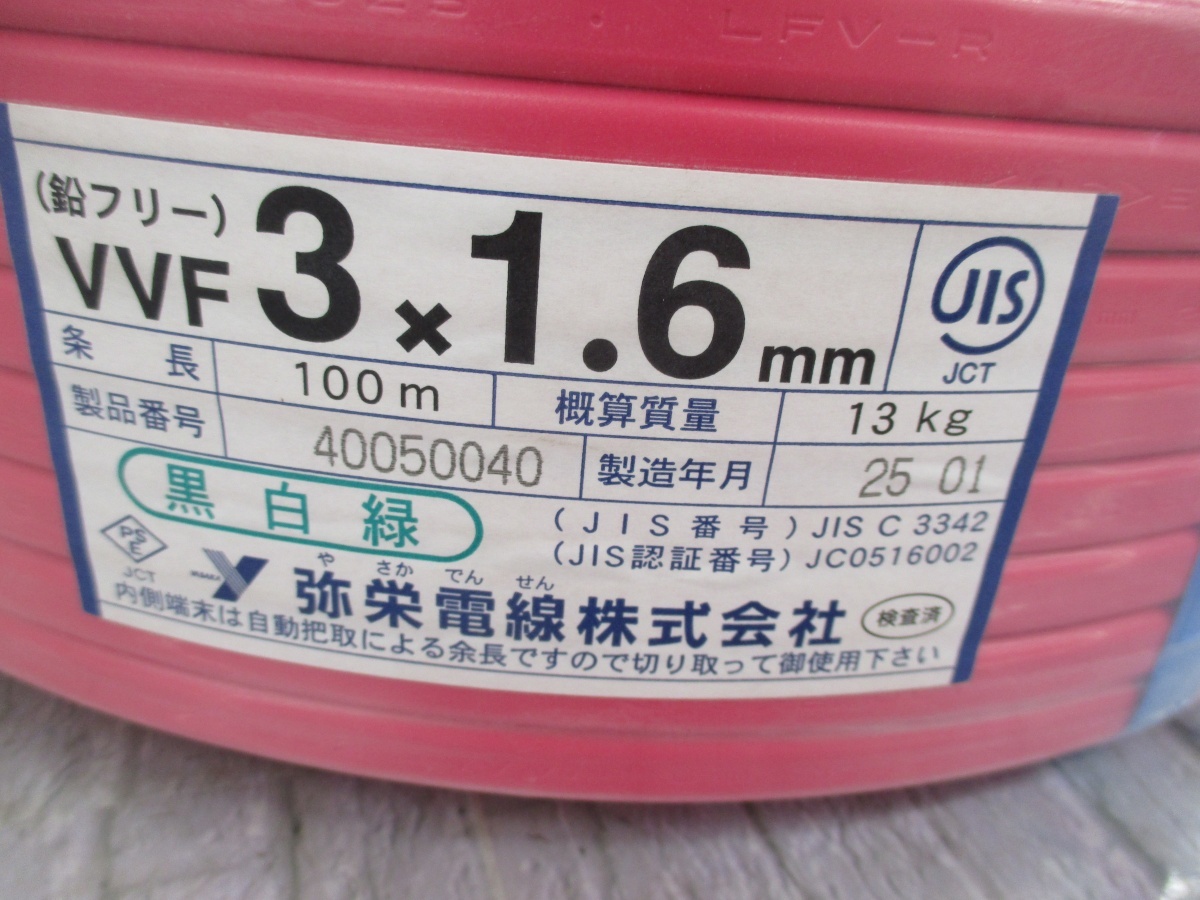 LFV-R
(鉛フリー)
VVF 3×1.6mm
JIS
JCT
条長 100m 概算質量 13kg
製品番号 40050040 製造年月 25 01
黒白緑
(JIS番号) JIS C 3342
(JIS認証番号) JC0516002
PS
E
JCT
や さか でん せん
弥栄電線株式会社
検査済
内側端末は自動把取による余長ですので切り取って御使用下さい